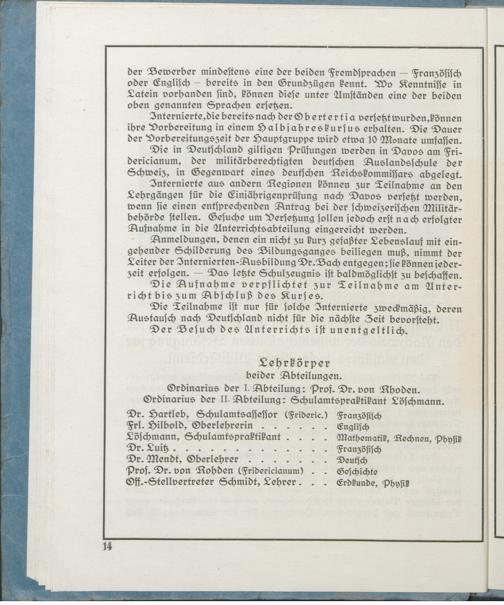 der Bewerber mindestens eine der beiden Fremdsprachen — Französisch
oder Englisch — bereits in den Grundzügen kennt. Wo Kenntnisse in
Latein vorhanden sind, können diese unter Umständen eine der beiden
oben genannten Sprachen ersetzen.
Internierte, die bereits nach der Obertertia versetzt wurden, können
ihre Vorbereitung in einem Halbjahreskursus erhalten. Die Dauer
der Vorbereitungszeit der Hauptgruppe wird etwa 10 Monate umfassen.
Die in Deutschland giltigen Prüfungen werden in Davos am Fri-
dericianum, der militärberechtigten deutschen Auslandsschule der
Schweiz, in Gegenwart eines deutschen Reichskommissars abgelegt.
Internierte aus andern Regionen können zur Teilnahme an den
Lehrgängen für die Einjährigenprüfung nach Davos versetzt werden,
wenn sie einen entsprechenden Antrag bei der schweizerischen Militär-
behörde stellen. Gesuche um Versetzung sollen jedoch erst nach erfolgter
Aufnahme in die Unterrichtsabteilung eingereicht werden.
Anmeldungen, denen ein nicht zu kurz gefaßter Lebenslauf mit ein-
gehender Schilderung des Bildungsganges beiliegen muß, nimmt der
Leiter der Internierten-Ausbildung Dr. Bach entgegen; sie können jeder-
zeit erfolgen. — Das letzte Schulzeugnis ist baldmöglichst zu beschaffen.
Die Aufnahme verpflichtet zur Teilnahme am Unter-
richt bis zum Abschluß des Kurses.
Die Teilnahme ist nur für solche Internierte zweckmäßig, deren
Austausch nach Deutschland nicht für die nächste Zeit bevorsteht.
Der Besuch des Unterrichts ist unentgeltlich.
Lehrkörper
beider Abteilungen.
Ordinarius der I. Abteilung: Prof. Dr. von Rhoden.
Ordinarius der II. Abteilung: Schulamtspraktikant Löschmann.
Dr. Hartleb, Schulamtsassessor (Frideric.) Französisch
Frl. Hilbold, Oberlehrerin . . . . . . Englisch
Löschmann, Schulamtspraktikant . . . . Mathematik, Rechnen, Physik
Dr. Luitz . . . . . . . . . . . . . Französisch
Dr. Mendt, Oberlehrer . . . . . . . Deutsch
Prof. Dr. von Rohden (Fridericianum) . . Geschichte
Off.-Stellvertreter Schmidt, Lehrer . . . Erdkunde, Physik
14